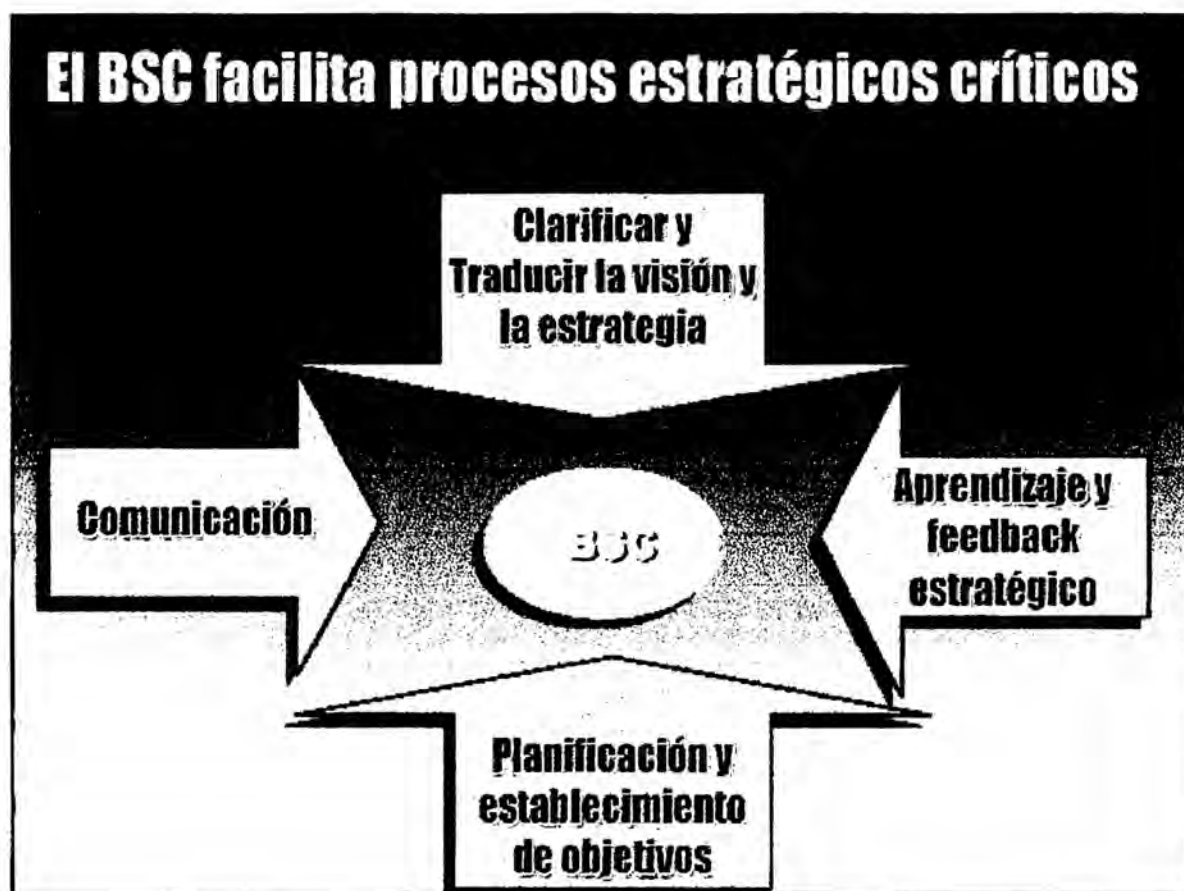 El BSC facilita procesos estratégicos críticos
Clarificar y
Traducir la visión y
la estrategia
Comunicación
BSC
Aprendizaje y
feedback
estratégico
Planificación y
establecimiento
de objetivos